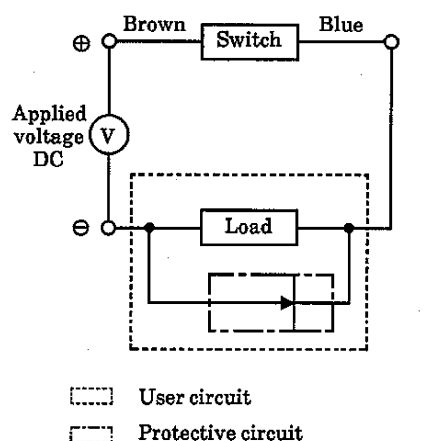 ⊕ Brown Switch Blue
Applied
voltage
DC
V
⊖ Load
User circuit
Protective circuit